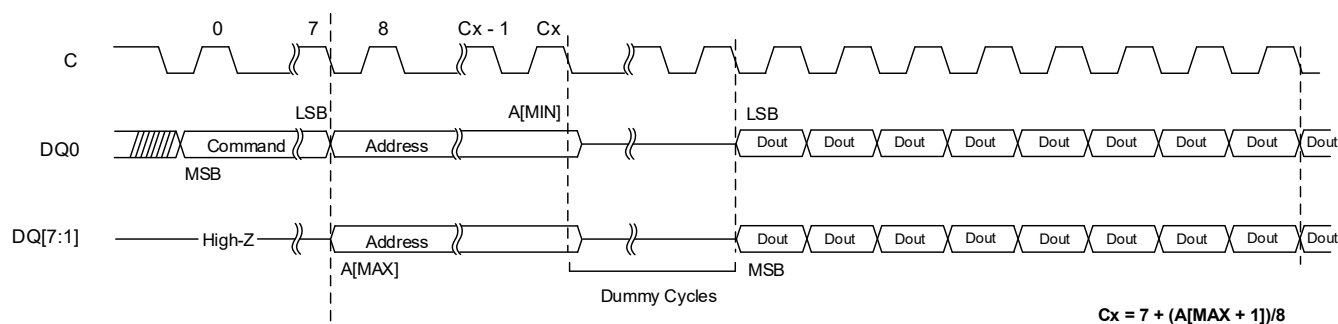 0 7 8 Cx - 1 Cx
C
LSB A[MIN] LSB
DQ0 Command Address Dout Dout Dout Dout Dout Dout Dout Dout Dout
MSB
DQ[7:1] High-Z Address Dout Dout Dout Dout Dout Dout Dout Dout Dout
A[MAX] MSB
Dummy Cycles
Cx = 7 + (A[MAX + 1])/8